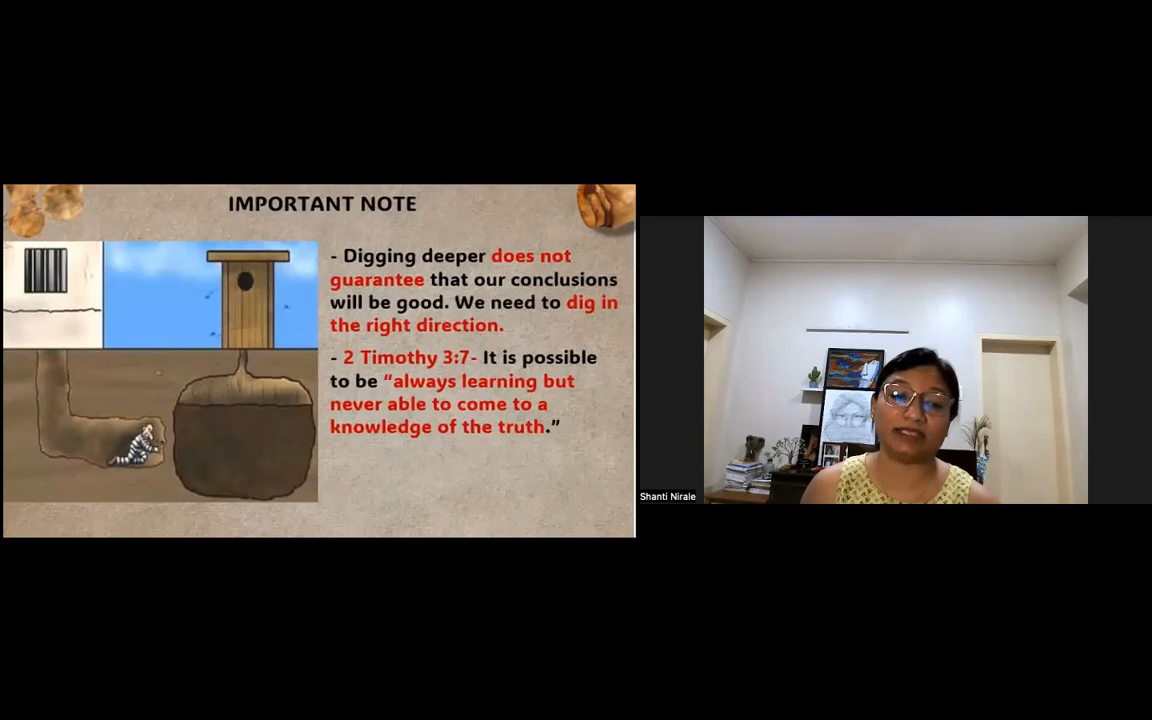 IMPORTANT NOTE
- Digging deeper does not
guarantee that our conclusions
will be good. We need to dig in
the right direction.
- 2 Timothy 3:7- It is possible
to be “always learning but
never able to come to a
knowledge of the truth.”
Shanti Nirale